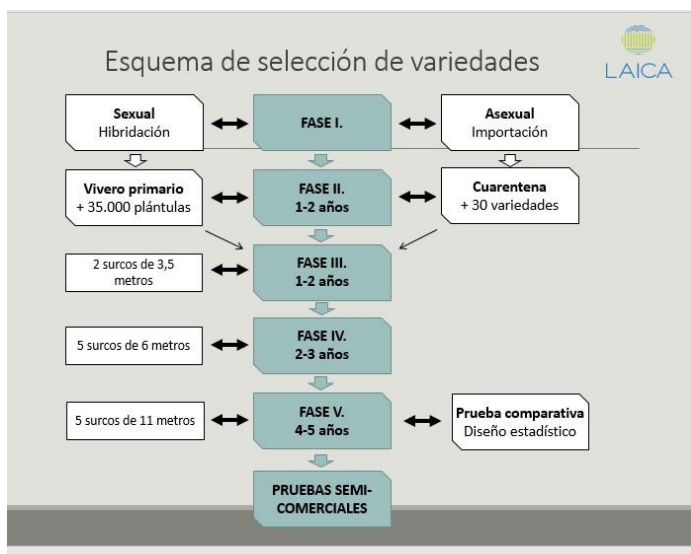 Esquema de selección de variedades
LAICA
Sexual
Hibridación
FASE I.
Asexual
Importación
Vivero primario
+ 35.000 plántulas
FASE II.
1-2 años
Cuarentena
+ 30 variedades
2 surcos de 3,5
metros
FASE III.
1-2 años
5 surcos de 6 metros
FASE IV.
2-3 años
5 surcos de 11 metros
FASE V.
4-5 años
Prueba comparativa
Diseño estadístico
PRUEBAS SEMI-
COMERCIALES